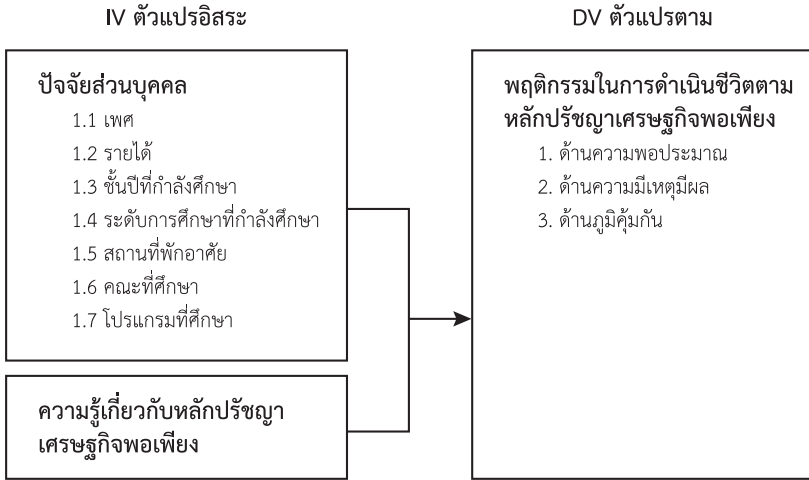 IV ตัวแปรอิสระ
ปัจจัยส่วนบุคคล
1.1 เพศ
1.2 รายได้
1.3 ชั้นปีที่กำลังศึกษา
1.4 ระดับการศึกษาที่กำลังศึกษา
1.5 สถานที่พักอาศัย
1.6 คณะที่ศึกษา
1.7 โปรแกรมที่ศึกษา
ความรู้เกี่ยวกับหลักปรัชญา
เศรษฐกิจพอเพียง
DV ตัวแปรตาม
พฤติกรรมในการดำเนินชีวิตตาม
หลักปรัชญาเศรษฐกิจพอเพียง
1. ด้านความพอประมาณ
2. ด้านความมีเหตุมีผล
3. ด้านภูมิคุ้มกัน